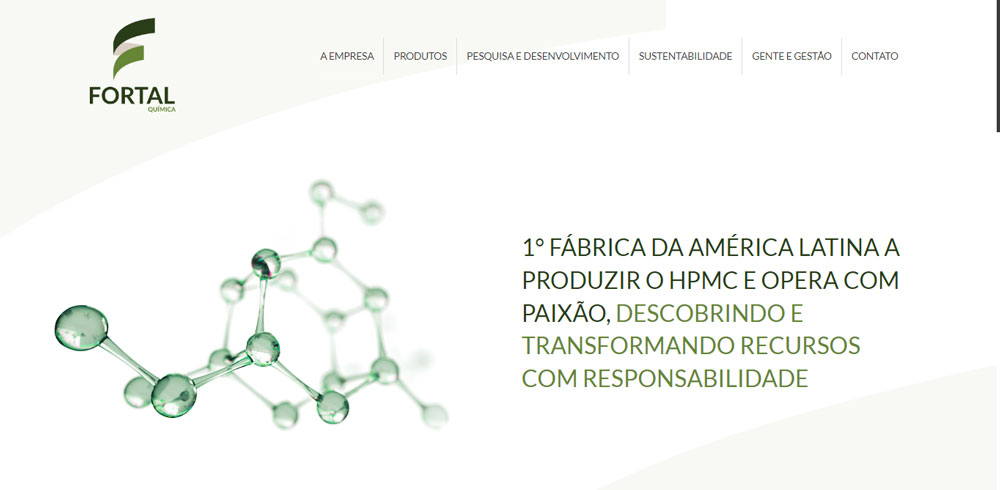 FORTAL
QUÍMICA
A EMPRESA
PRODUTOS
PESQUISA E DESENVOLVIMENTO
SUSTENTABILIDADE
GENTE E GESTÃO
CONTATO
1° FÁBRICA DA AMÉRICA LATINA A
PRODUZIR O HPMC E OPERA COM
PAIXÃO, DESCOBRINDO E
TRANSFORMANDO RECURSOS
COM RESPONSABILIDADE